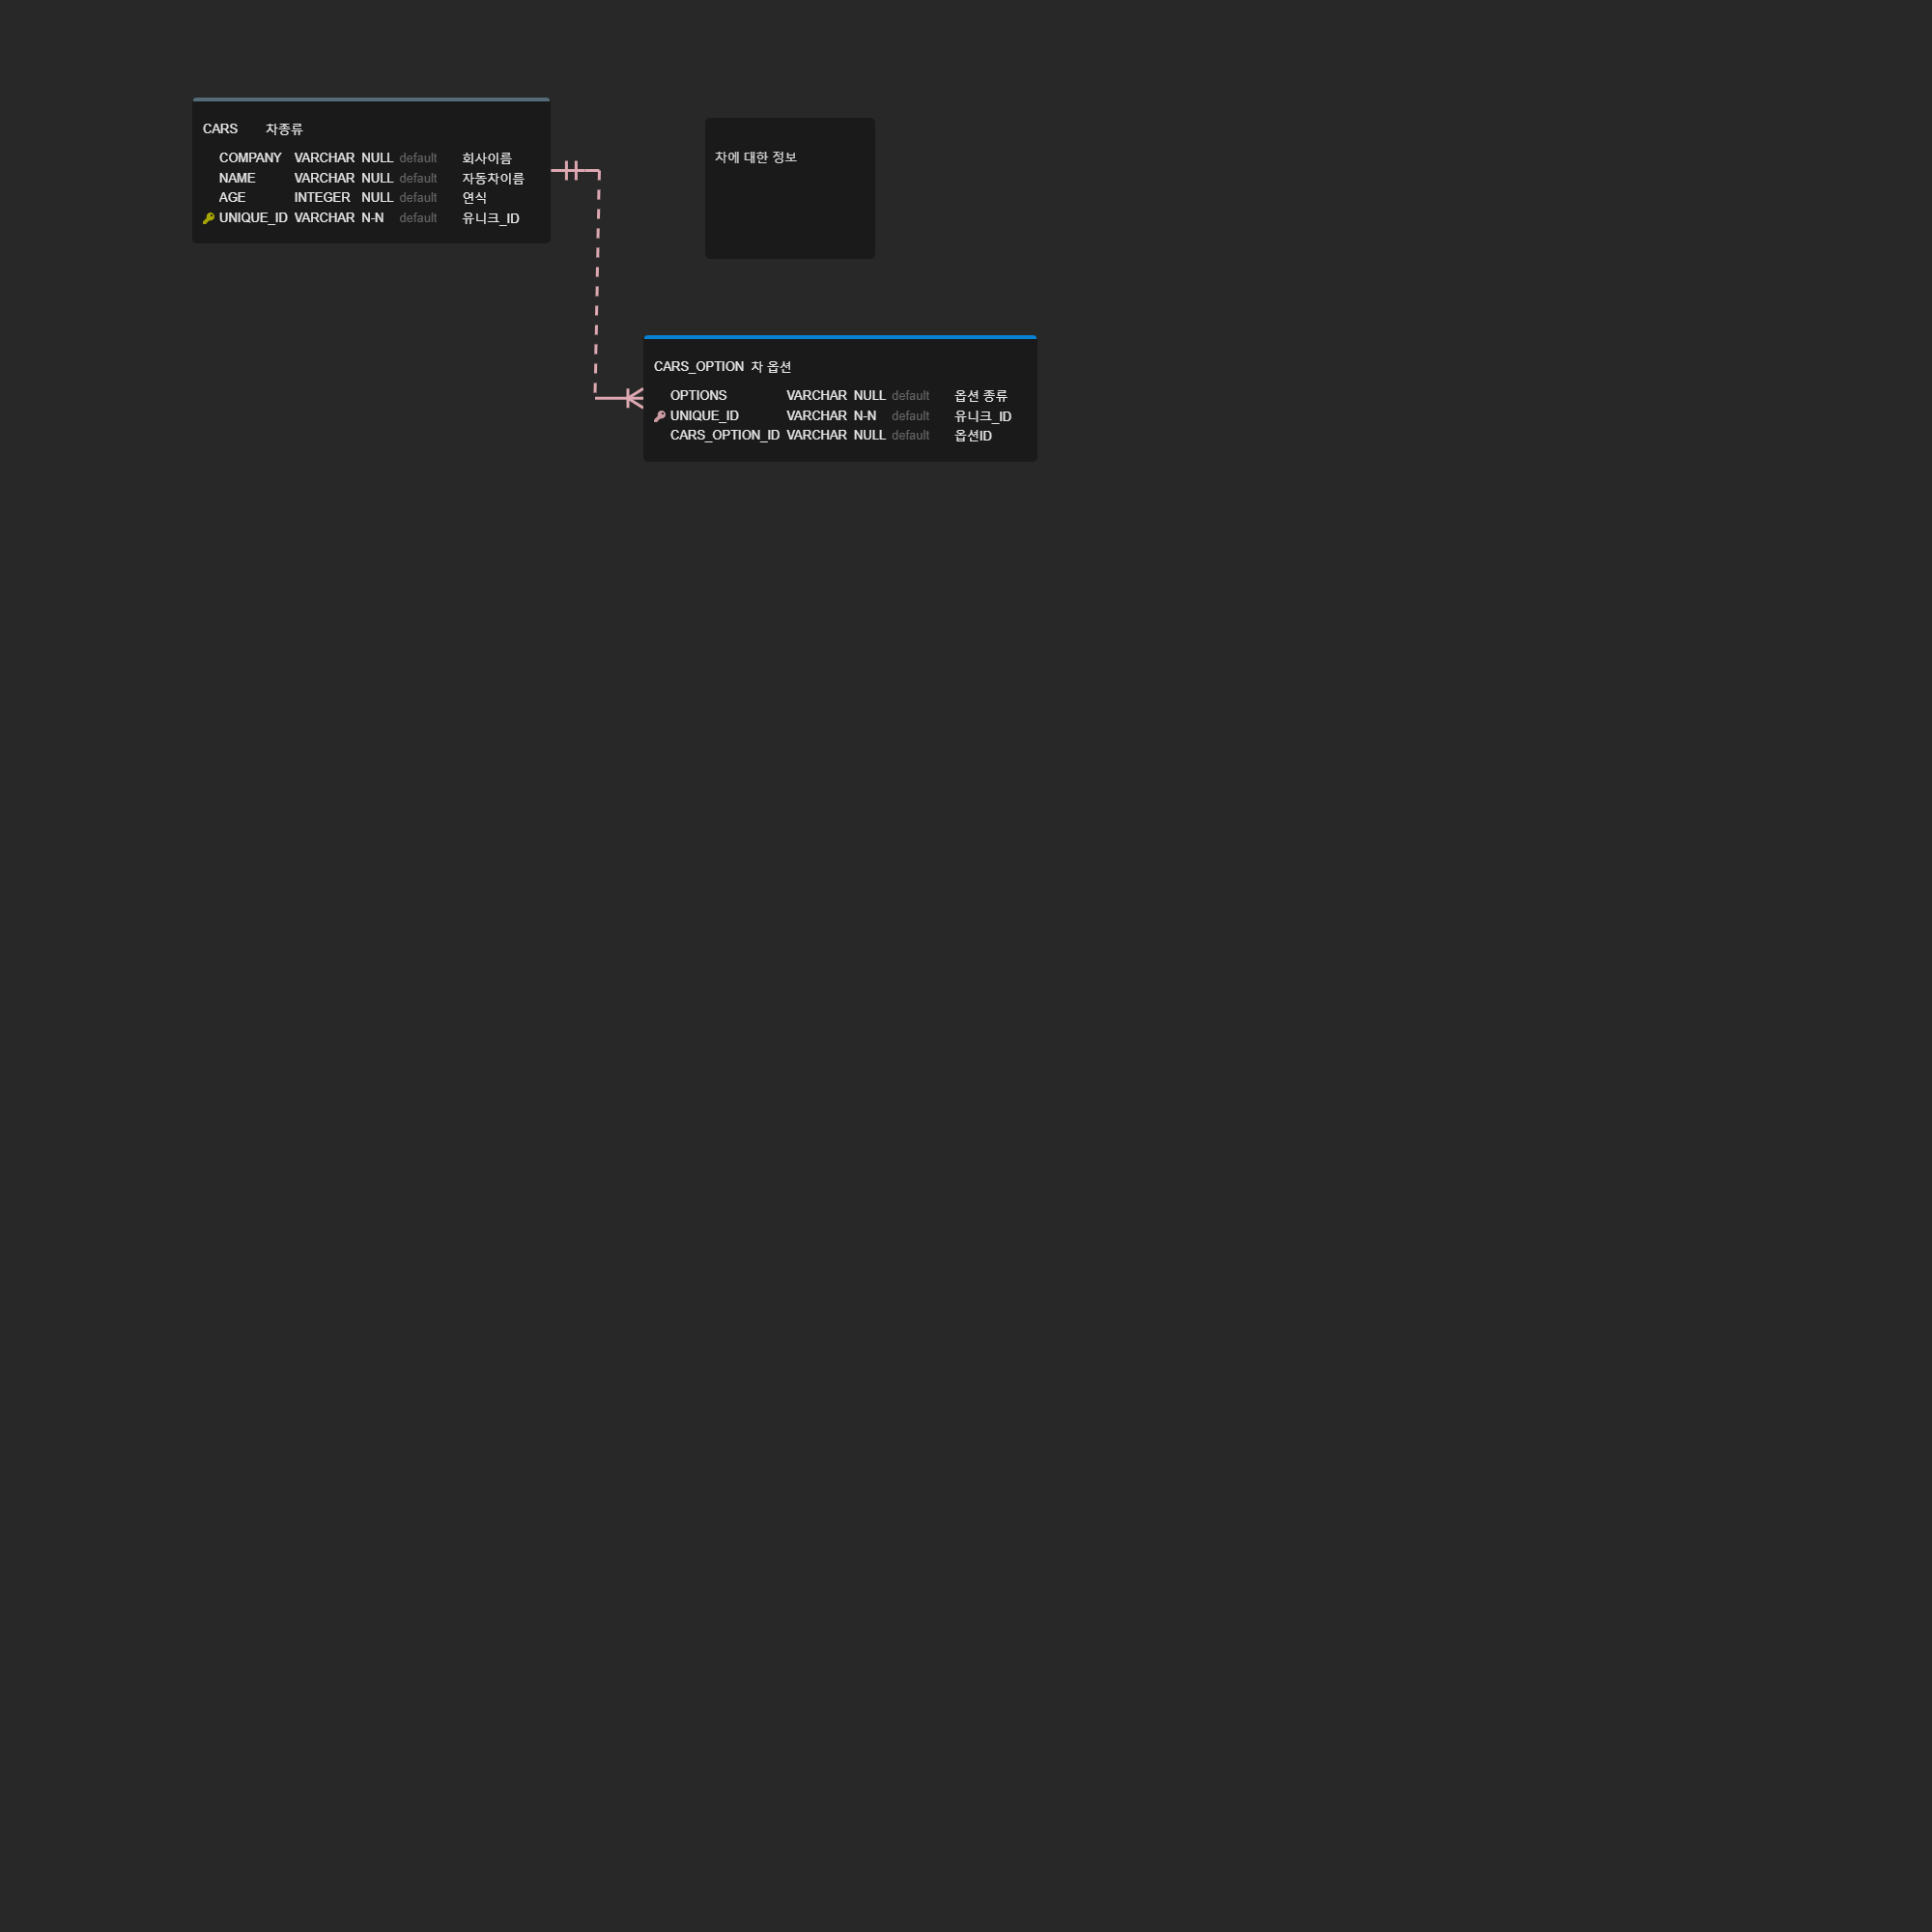 CARS 차종류
COMPANY VARCHAR NULL default 회사이름
NAME VARCHAR NULL default 자동차이름
AGE INTEGER NULL default 연식
UNIQUE_ID VARCHAR N-N default 유니크_ID
차에 대한 정보
CARS_OPTION 차 옵션
OPTIONS VARCHAR NULL default 옵션 종류
UNIQUE_ID VARCHAR N-N default 유니크_ID
CARS_OPTION_ID VARCHAR NULL default 옵션ID